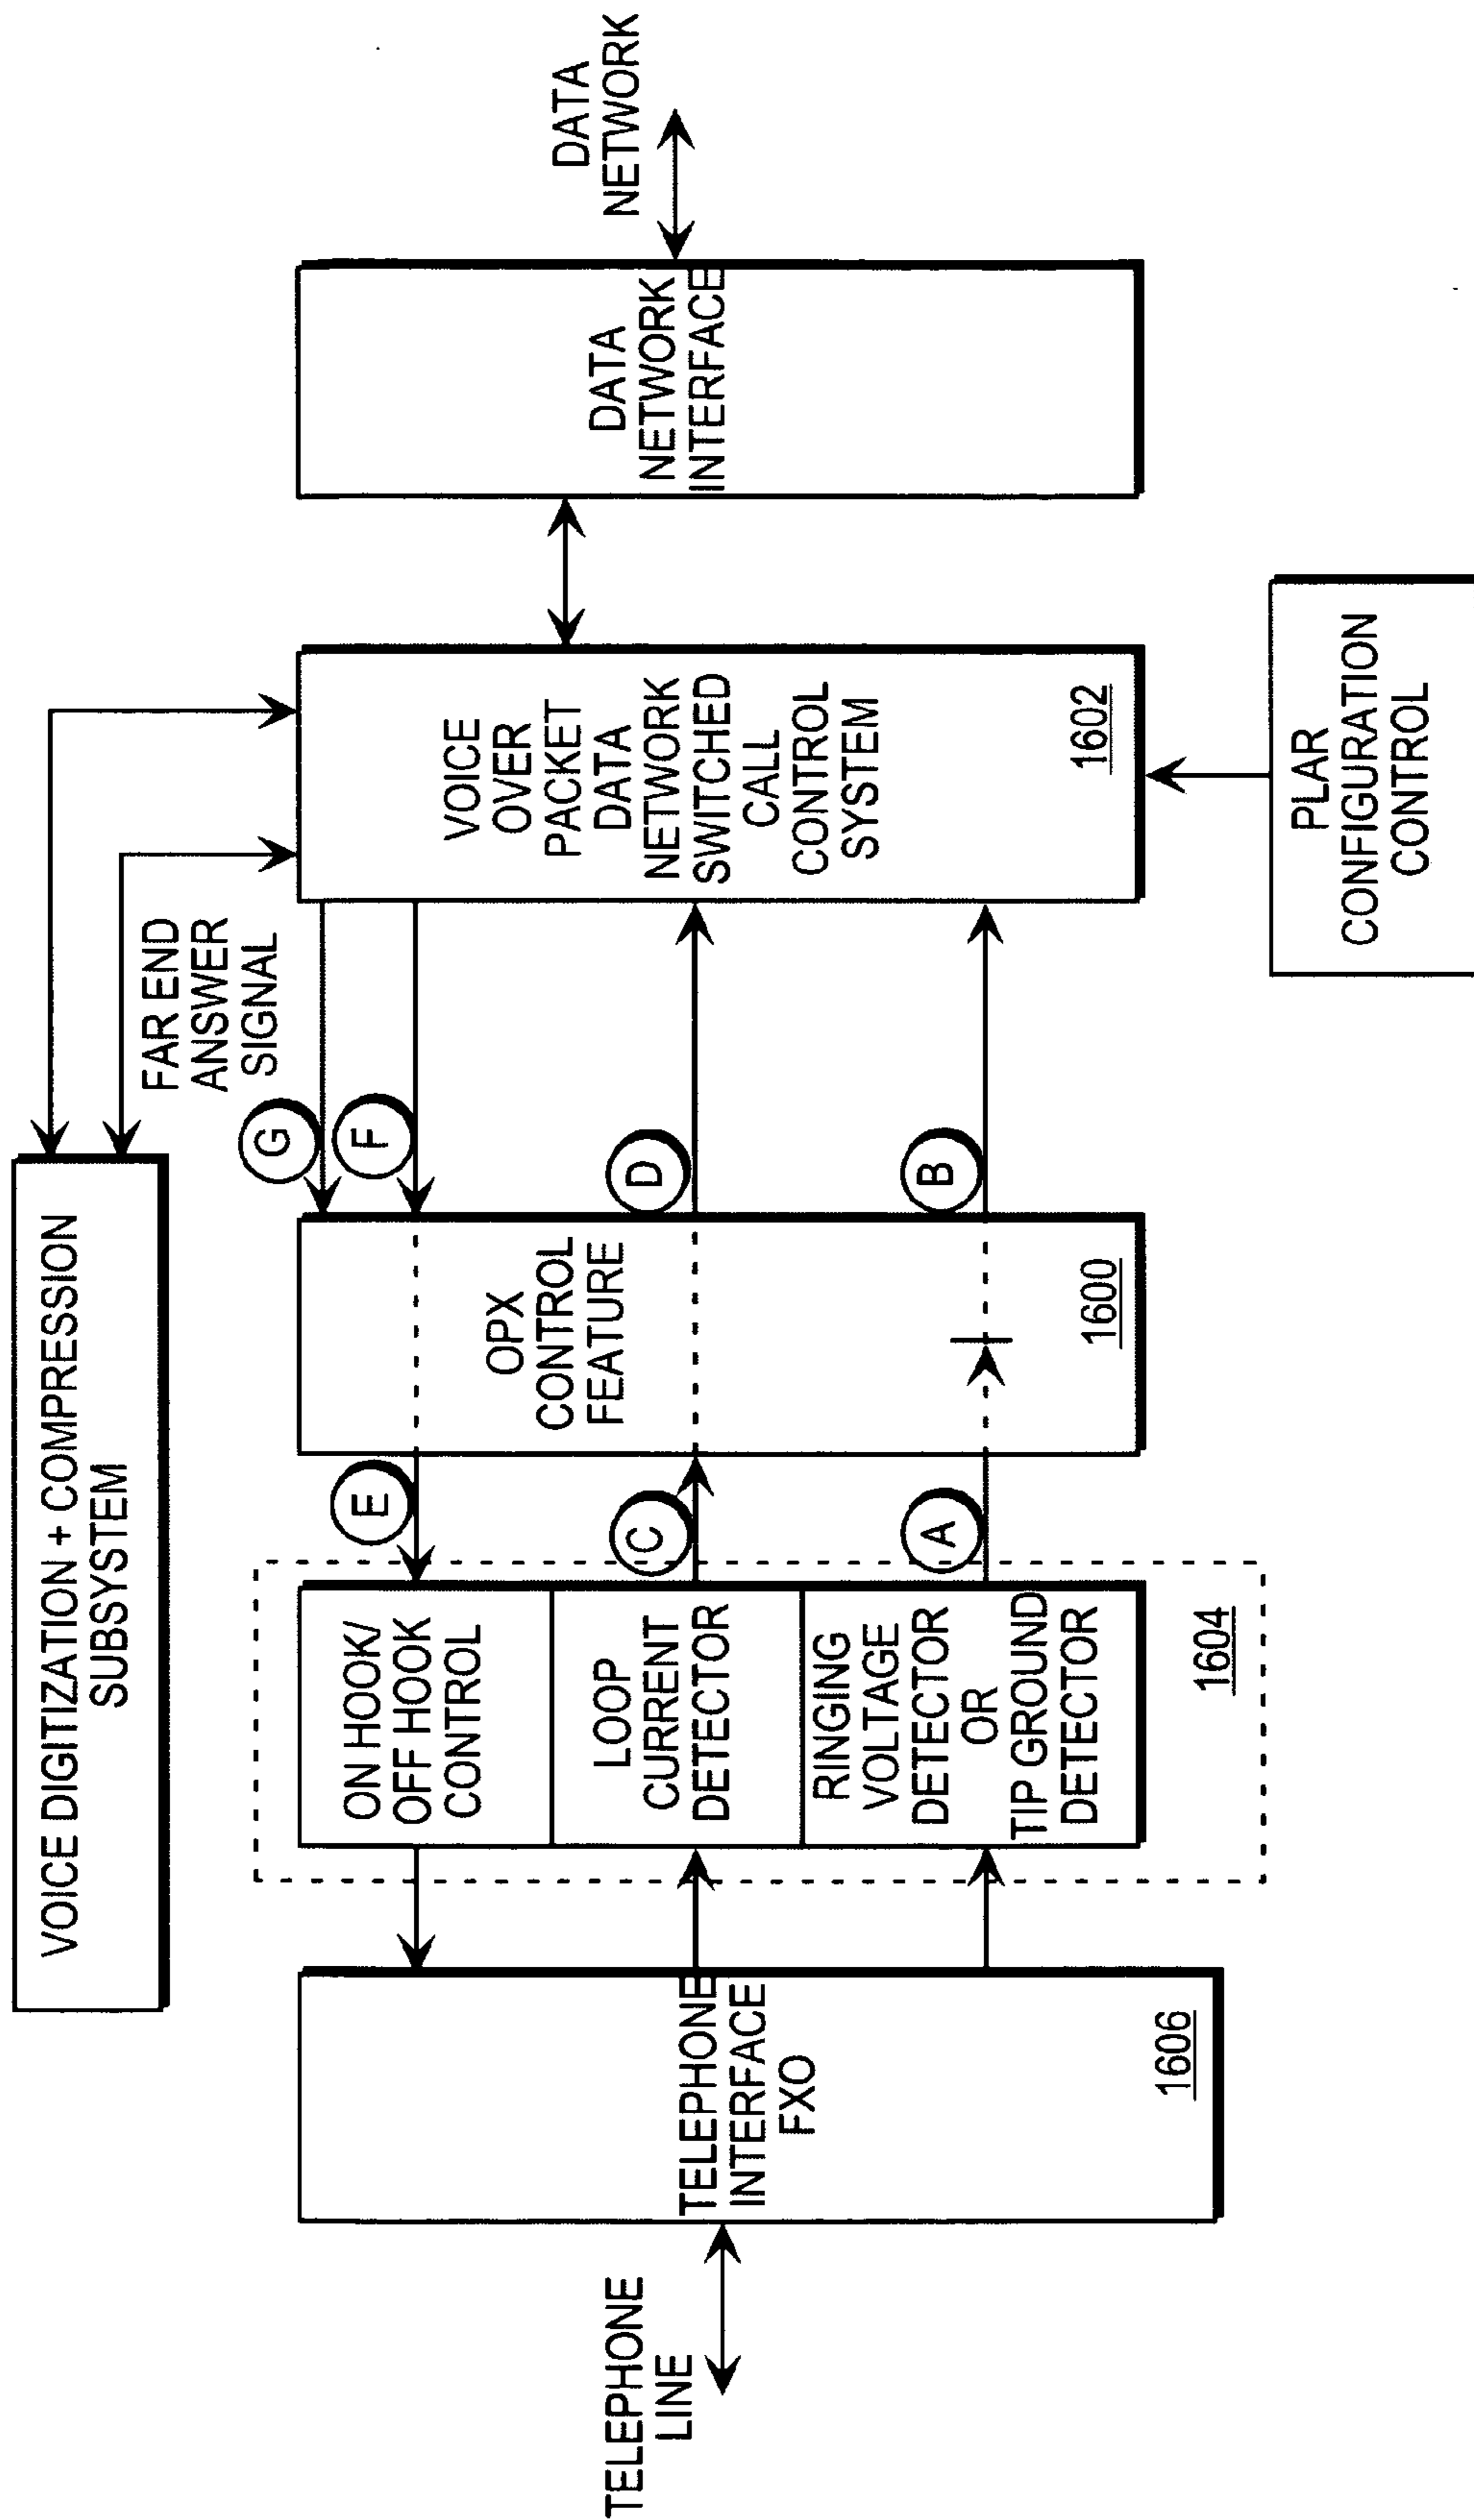 VOICE DIGITIZATION + COMPRESSION
SUBSYSTEM
FAR END
ANSWER
SIGNAL
TELEPHONE
LINE
TELEPHONE
INTERFACE
FXO
1606
ON HOOK/
OFF HOOK
CONTROL
LOOP
CURRENT
DETECTOR
RINGING
VOLTAGE
DETECTOR
OR
TIP GROUND
DETECTOR
1604
E
C
A
OPX
CONTROL
FEATURE
1600
G
F
D
B
VOICE
OVER
PACKET
DATA
NETWORK
SWITCHED
CALL
CONTROL
SYSTEM
1602
PLAR
CONFIGURATION
CONTROL
DATA
NETWORK
INTERFACE
DATA
NETWORK